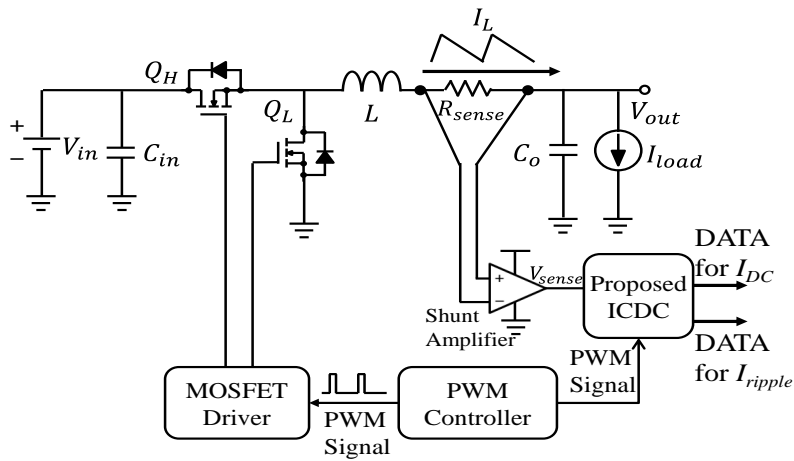 I_L
Q_H
Q_L
L
R_sense
V_out
+
−
V_in
C_in
C_o
I_load
DATA
for I_DC
+
−
V_sense
Proposed
ICDC
Shunt
Amplifier
DATA
for I_ripple
PWM
Signal
MOSFET
Driver
PWM
Signal
PWM
Controller